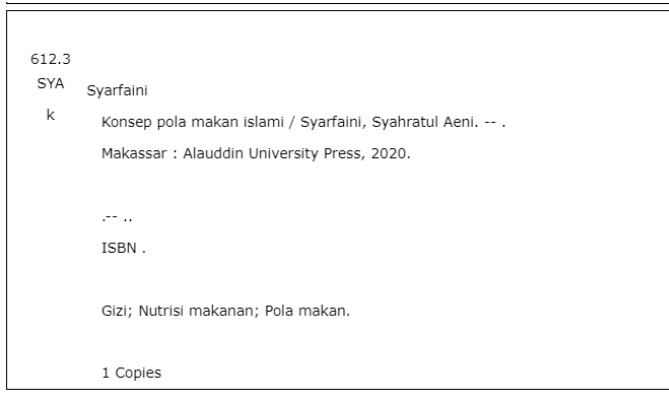 612.3
SYA
Syarfaini
k
Konsep pola makan islami / Syarfaini, Syahratul Aeni. -- .
Makassar : Alauddin University Press, 2020.
.-- ..
ISBN .
Gizi; Nutrisi makanan; Pola makan.
1 Copies